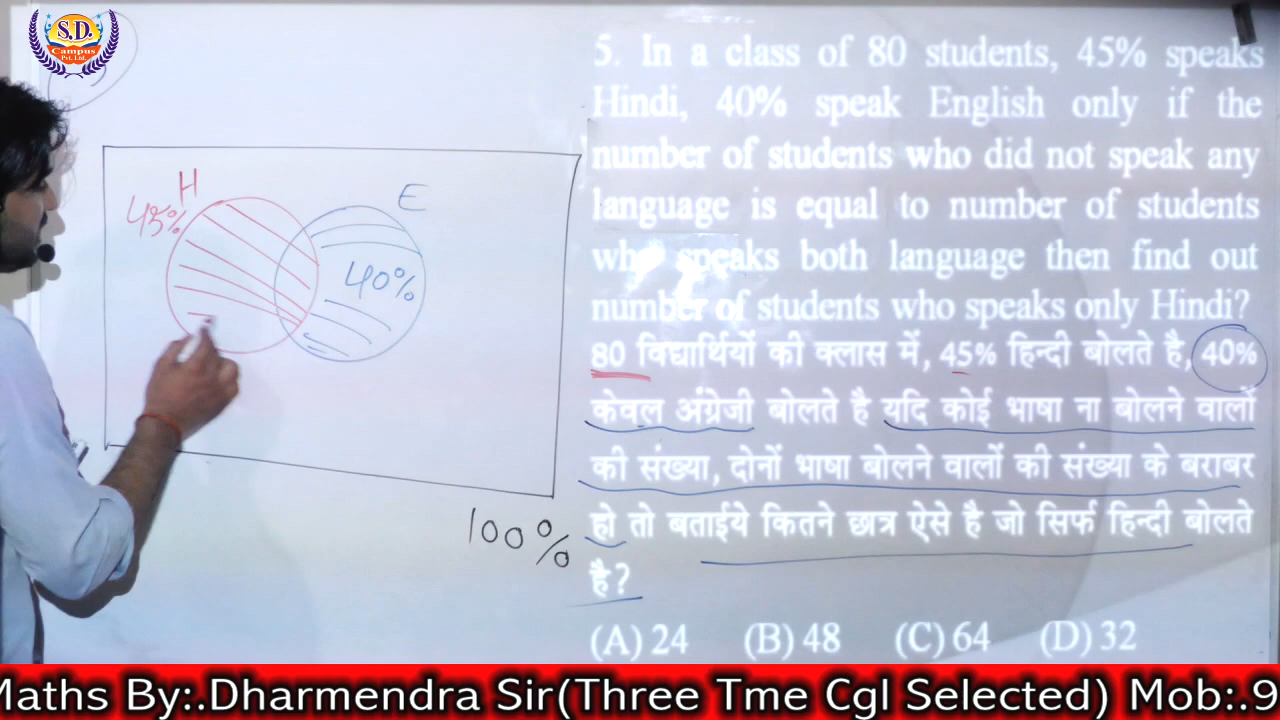 S.D.
Campus
Pvt. Ltd.
5. In a class of 80 students, 45% speaks
Hindi, 40% speak English only if the
number of students who did not speak any
language is equal to number of students
who speaks both language then find out
number of students who speaks only Hindi?
80 विद्यार्थियों की क्लास में, 45% हिन्दी बोलते है, 40%
केवल अंग्रेजी बोलते है यदि कोई भाषा ना बोलने वालों
की संख्या, दोनों भाषा बोलने वालों की संख्या के बराबर
हो तो बताईये कितने छात्र ऐसे है जो सिर्फ हिन्दी बोलते
है?
(A) 24 (B) 48 (C) 64 (D) 32
H
45%
E
40%
100%
Maths By:.Dharmendra Sir(Three Tme Cgl Selected) Mob:.9